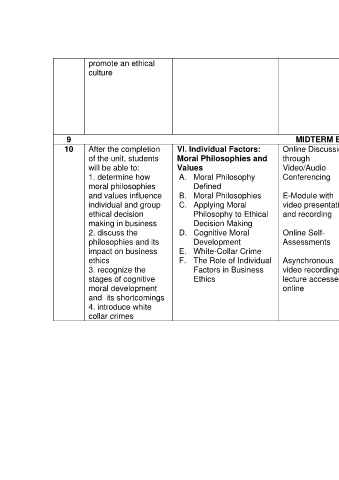 promote an ethical
culture
9
MIDTERM E
10
After the completion
of the unit, students
will be able to:
1. determine how
moral philosophies
and values influence
individual and group
ethical decision
making in business
2. discuss the
philosophies and its
impact on business
ethics
3. recognize the
stages of cognitive
moral development
and its shortcomings
4. introduce white
collar crimes
VI. Individual Factors:
Moral Philosophies and
Values
A. Moral Philosophy
Defined
B. Moral Philosophies
C. Applying Moral
Philosophy to Ethical
Decision Making
D. Cognitive Moral
Development
E. White-Collar Crime
F. The Role of Individual
Factors in Business
Ethics
Online Discussi
through
Video/Audio
Conferencing
E-Module with
video presentati
and recording
Online Self-
Assessments
Asynchronous
video recordings
lecture accesse
online